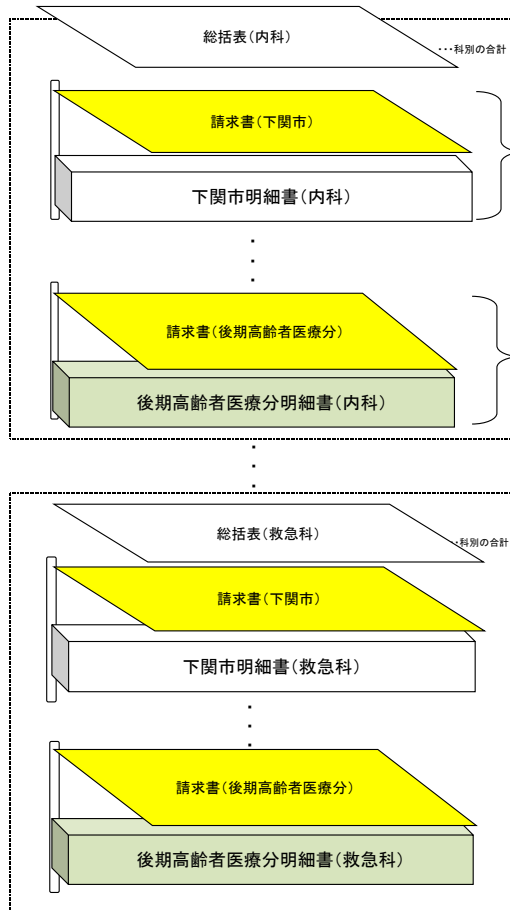 総括表(内科)
･･･科別の合計
請求書(下関市)
下関市明細書(内科)
請求書(後期高齢者医療分)
後期高齢者医療分明細書(内科)
総括表(救急科)
･･科別の合計
請求書(下関市)
下関市明細書(救急科)
請求書(後期高齢者医療分)
後期高齢者医療分明細書(救急科)